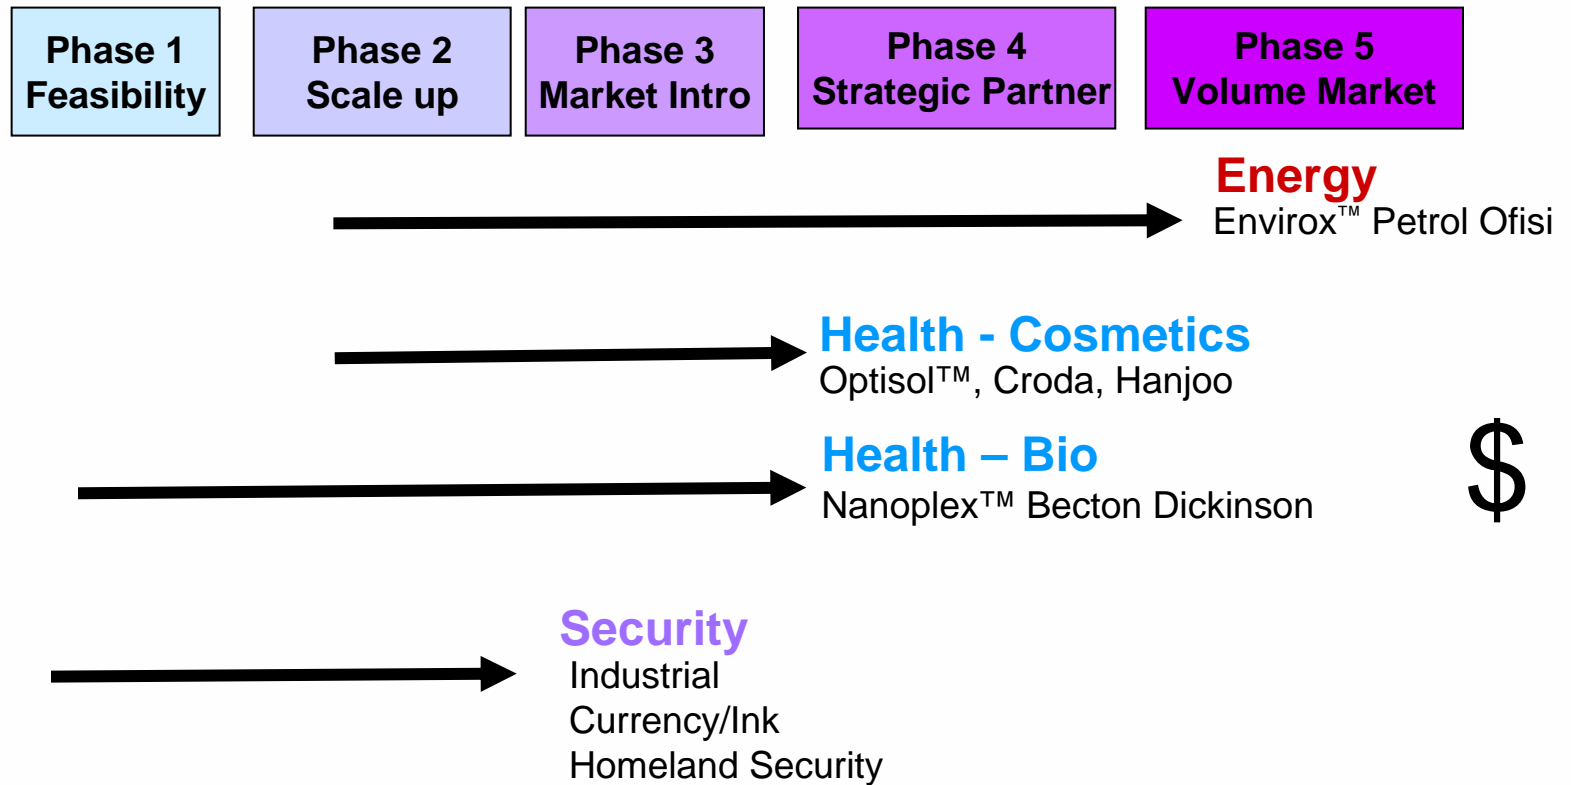 Phase 1
Feasibility
Phase 2
Scale up
Phase 3
Market Intro
Phase 4
Strategic Partner
Phase 5
Volume Market
Energy
Envirox™ Petrol Ofisi
Health - Cosmetics
Optisol™, Croda, Hanjoo
Health – Bio
Nanoplex™ Becton Dickinson
$
Security
Industrial
Currency/Ink
Homeland Security